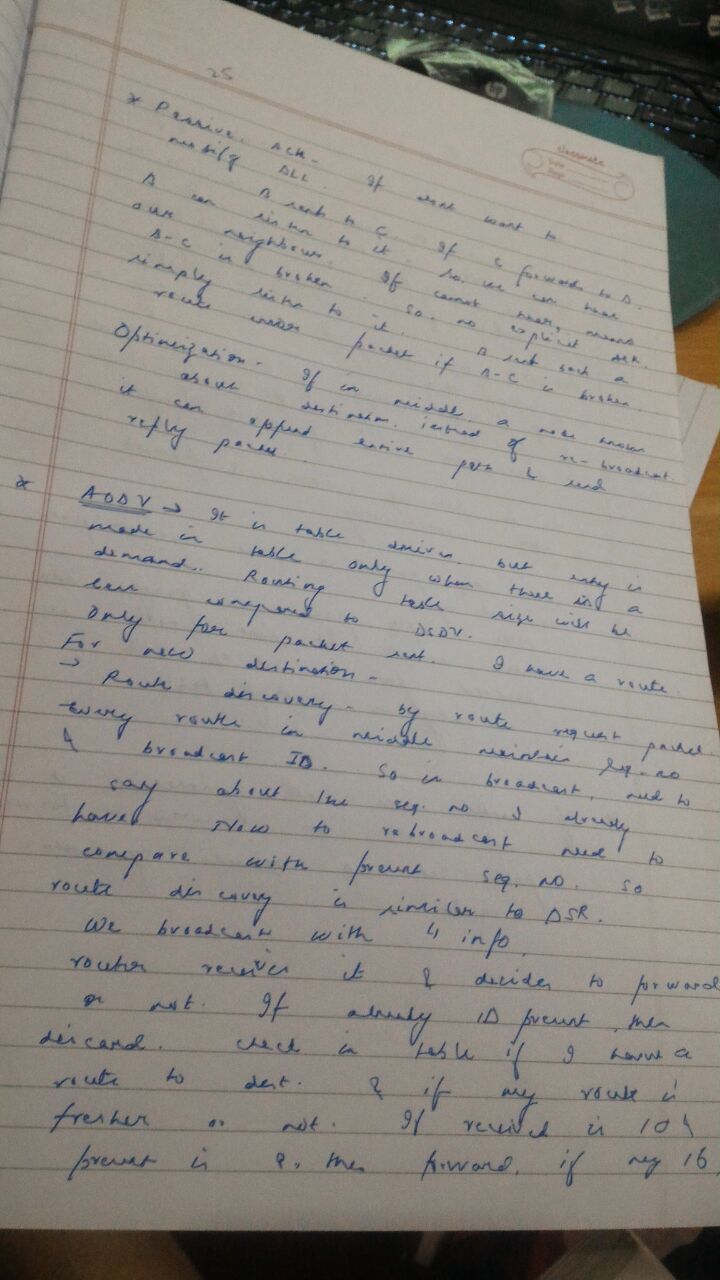 25
classmate
Date
Page
* Passive Ack - If dont want to
notify ALL.
B sends to C. If C forwards to D.
B can listen to it. So, we can hear
our neighbour. If cannot hear, means
B-C is broken. So, no explicit ack.
simply listen to it. B sends back a
route error packet if B-C is broken.
Optimization - If in middle a node knows
about destination, instead of re-broadcast
it can append entire path & send
reply packet
* AODV → It is table driven but entry is
made in table only when there is a
demand. Routing table size will be
less compared to DSDV.
Only for packet sent. I have a route.
For new destination -
→ Route discovery - by route request packet
Every route in middle maintain seq. no
& broadcast ID. So in broadcast, need to
say about the seq. no I already
have. Now to rebroadcast need to
compare with present seq. no. So
route discovery is similar to DSR.
We broadcast with 4 info.
router receives it & decides to forward
or not. If already ID present, then
discard. Check in table if I have a
route to dest. & if my route is
fresher or not. If received is 10 &
present is 8, then forward, if my 16,